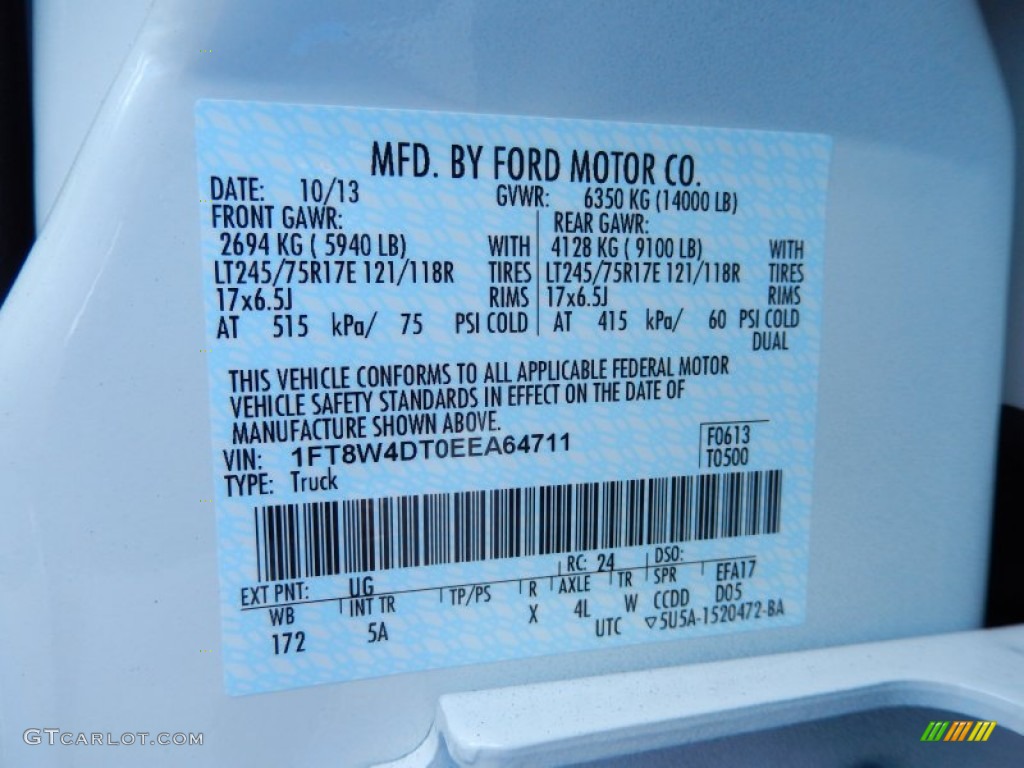 MFD. BY FORD MOTOR CO.
DATE: 10/13 GVWR: 6350 KG (14000 LB)
FRONT GAWR: REAR GAWR:
2694 KG ( 5940 LB) WITH 4128 KG ( 9100 LB) WITH
LT245/75R17E 121/118R TIRES LT245/75R17E 121/118R TIRES
17x6.5J RIMS 17x6.5J RIMS
AT 515 kPa/ 75 PSI COLD AT 415 kPa/ 60 PSI COLD
DUAL
THIS VEHICLE CONFORMS TO ALL APPLICABLE FEDERAL MOTOR
VEHICLE SAFETY STANDARDS IN EFFECT ON THE DATE OF
MANUFACTURE SHOWN ABOVE.
VIN: 1FT8W4DT0EEA64711 F0613
TYPE: Truck T0500
EXT PNT: UG RC: 24 DSO:
WB INT TR TP/PS R AXLE TR SPR EFA17
172 5A X 4L W CCDD D05
UTC ▽5U5A-1520472-BA
GTCARLOT.COM